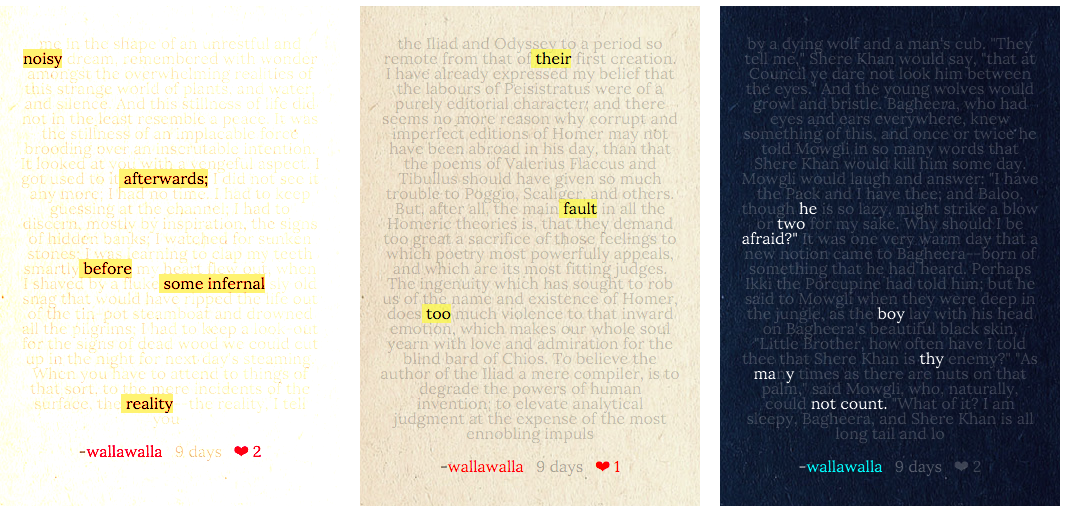 me in the shape of an unrestful and
noisy dream, remembered with wonder
amongst the overwhelming realities of
this strange world of plants, and water,
and silence. And this stillness of life did
not in the least resemble a peace. It was
the stillness of an implacable force
brooding over an inscrutable intention.
It looked at you with a vengeful aspect. I
got used to it afterwards; I did not see it
any more; I had no time. I had to keep
guessing at the channel; I had to
discern, mostly by inspiration, the signs
of hidden banks; I watched for sunken
stones; I was learning to clap my teeth
smartly before my heart flew out, when
I shaved by a fluke some infernal sly old
snag that would have ripped the life out
of the tin-pot steamboat and drowned
all the pilgrims; I had to keep a look-out
for the signs of dead wood we could cut
up in the night for next day's steaming.
When you have to attend to things of
that sort, to the mere incidents of the
surface, the reality—the reality, I tell
you
-wallawalla 9 days ❤ 2
the Iliad and Odyssey to a period so
remote from that of their first creation.
I have already expressed my belief that
the labours of Peisistratus were of a
purely editorial character; and there
seems no more reason why corrupt and
imperfect editions of Homer may not
have been abroad in his day, than that
the poems of Valerius Flaccus and
Tibullus should have given so much
trouble to Poggio, Scaliger, and others.
But, after all, the main fault in all the
Homeric theories is, that they demand
too great a sacrifice of those feelings to
which poetry most powerfully appeals,
and which are its most fitting judges.
The ingenuity which has sought to rob
us of the name and existence of Homer,
does too much violence to that inward
emotion, which makes our whole soul
yearn with love and admiration for the
blind bard of Chios. To believe the
author of the Iliad a mere compiler, is to
degrade the powers of human
invention; to elevate analytical
judgment at the expense of the most
ennobling impuls
-wallawalla 9 days ❤ 1
by a dying wolf and a man's cub. "They
tell me," Shere Khan would say, "that at
Council ye dare not look him between
the eyes." And the young wolves would
growl and bristle. Bagheera, who had
eyes and ears everywhere, knew
something of this, and once or twice he
told Mowgli in so many words that
Shere Khan would kill him some day.
Mowgli would laugh and answer: "I have
the Pack and I have thee; and Baloo,
though he is so lazy, might strike a blow
or two for my sake. Why should I be
afraid?" It was one very warm day that a
new notion came to Bagheera—born of
something that he had heard. Perhaps
Ikki the Porcupine had told him; but he
said to Mowgli when they were deep in
the jungle, as the boy lay with his head
on Bagheera's beautiful black skin,
"Little Brother, how often have I told
thee that Shere Khan is thy enemy?" "As
many times as there are nuts on that
palm," said Mowgli, who, naturally,
could not count. "What of it? I am
sleepy, Bagheera, and Shere Khan is all
long tail and lo
-wallawalla 9 days ❤ 2